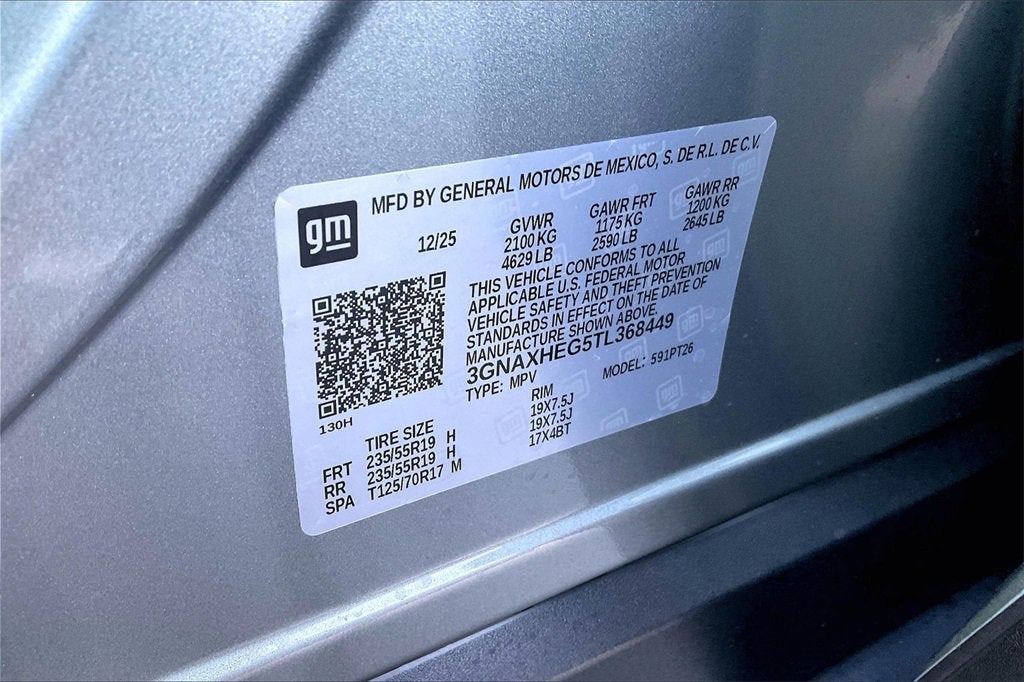 gm
MFD BY GENERAL MOTORS DE MEXICO, S. DE R.L. DE C.V.
12/25
GVWR
2100 KG
4629 LB
GAWR FRT
1175 KG
2590 LB
GAWR RR
1200 KG
2645 LB
THIS VEHICLE CONFORMS TO ALL
APPLICABLE U.S. FEDERAL MOTOR
VEHICLE SAFETY AND THEFT PREVENTION
STANDARDS IN EFFECT ON THE DATE OF
MANUFACTURE SHOWN ABOVE.
3GNAXHEG5TL368449
TYPE: MPV
MODEL: 591PT26
130H
TIRE SIZE
RIM
FRT 235/55R19 H 19X7.5J
RR 235/55R19 H 19X7.5J
SPA T125/70R17 M 17X4BT